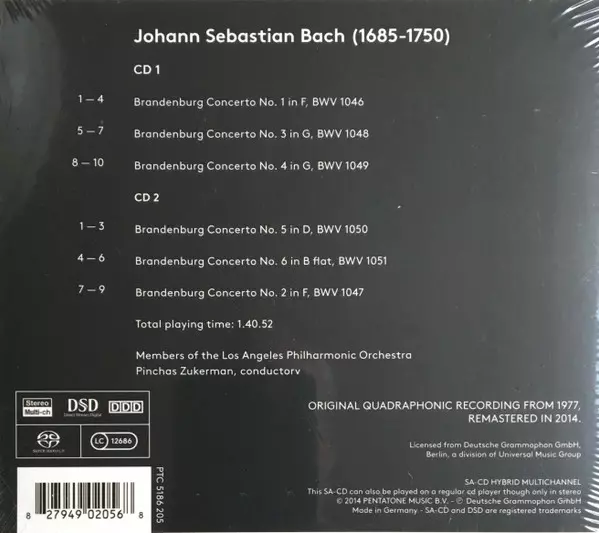 Johann Sebastian Bach (1685-1750)
CD 1
1 – 4 Brandenburg Concerto No. 1 in F, BWV 1046
5 – 7 Brandenburg Concerto No. 3 in G, BWV 1048
8 – 10 Brandenburg Concerto No. 4 in G, BWV 1049
CD 2
1 – 3 Brandenburg Concerto No. 5 in D, BWV 1050
4 – 6 Brandenburg Concerto No. 6 in B flat, BWV 1051
7 – 9 Brandenburg Concerto No. 2 in F, BWV 1047
Total playing time: 1.40.52
Members of the Los Angeles Philharmonic Orchestra
Pinchas Zukerman, conductorv
Stereo
Multi-ch
DSD
Direct Stream Digital
DDD
SUPER AUDIO CD
LC 12686
ORIGINAL QUADRAPHONIC RECORDING FROM 1977,
REMASTERED IN 2014.
Licensed from Deutsche Grammophon GmbH,
Berlin, a division of Universal Music Group
SA-CD HYBRID MULTICHANNEL
This SA-CD can also be played on a regular cd player though only in stereo
© 2014 PENTATONE MUSIC B.V. - ℗ Deutsche Grammophon GmbH
Made in Germany - SA-CD and DSD are registered trademarks
8 27949 02056 8
PTC 5186 205